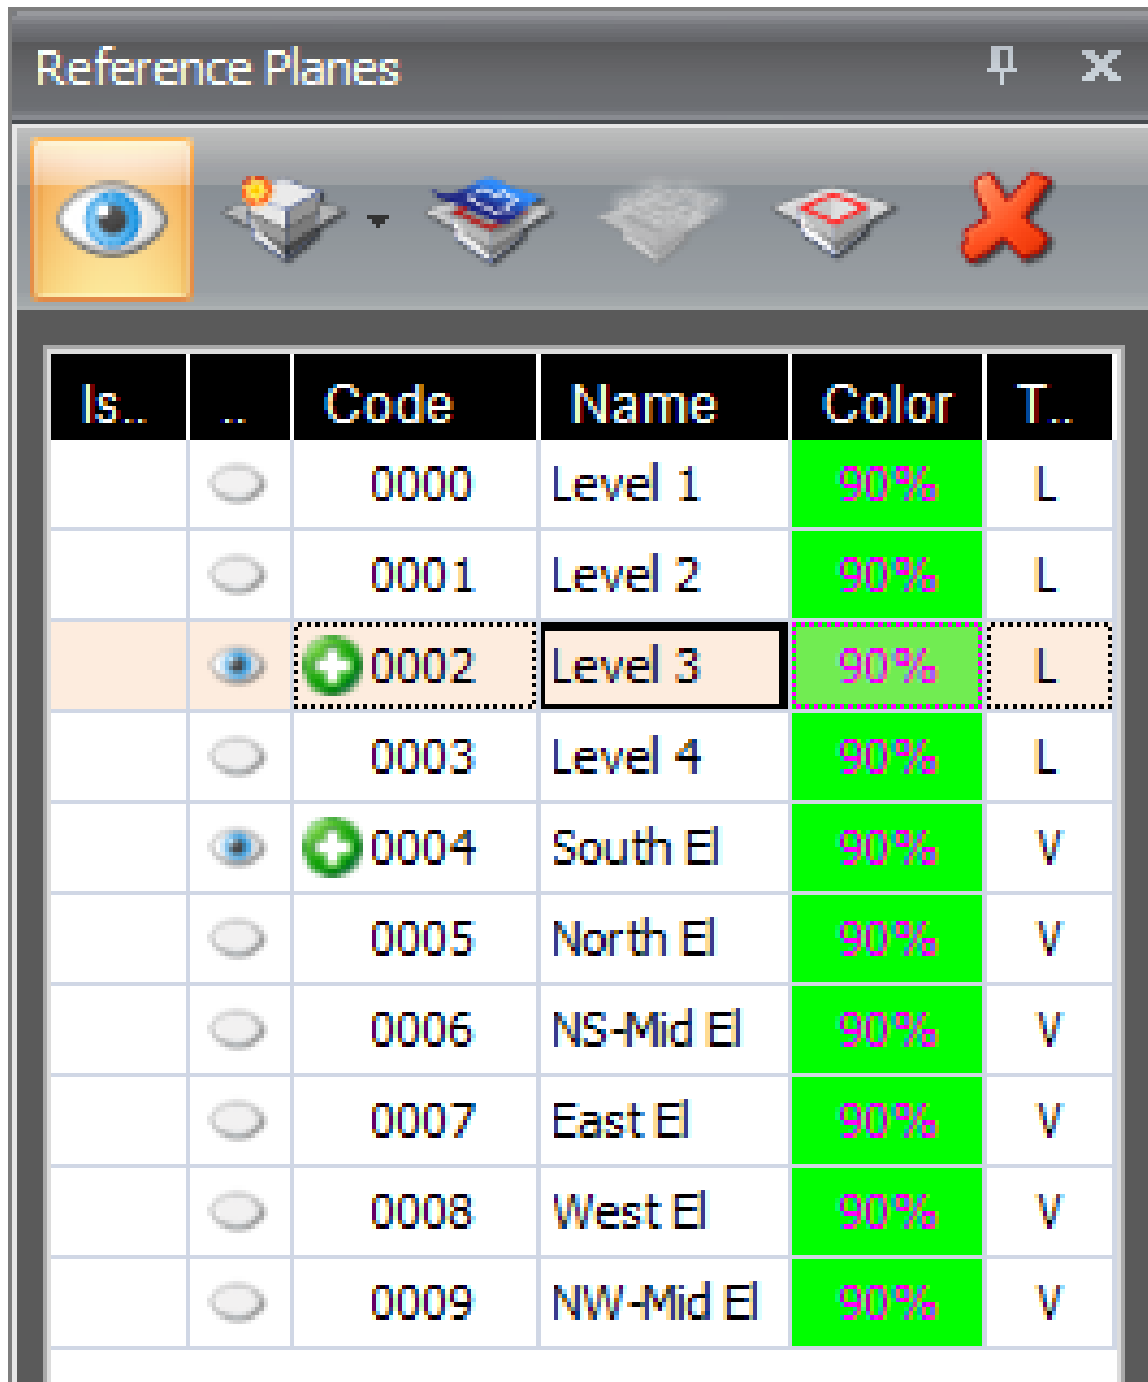 Reference Planes
Is.. .. Code Name Color T..
0000 Level 1 90% L
0001 Level 2 90% L
0002 Level 3 90% L
0003 Level 4 90% L
0004 South El 90% V
0005 North El 90% V
0006 NS-Mid El 90% V
0007 East El 90% V
0008 West El 90% V
0009 NW-Mid El 90% V